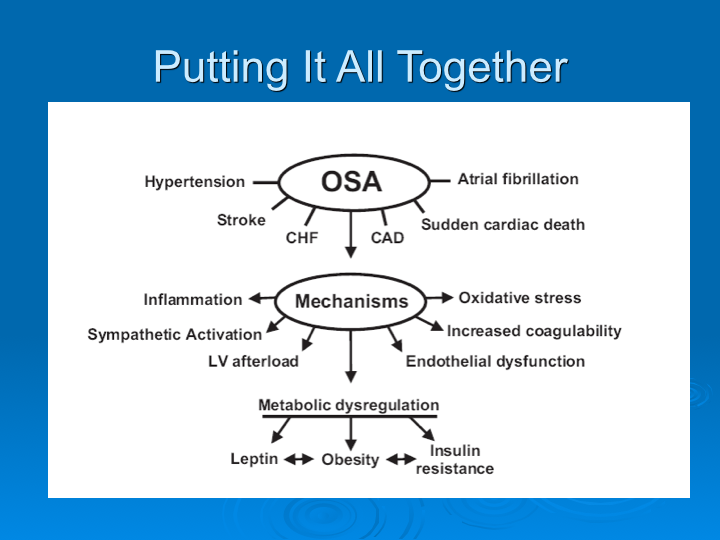 Putting It All Together
OSA
Hypertension
Atrial fibrillation
Stroke
Sudden cardiac death
CHF
CAD
Mechanisms
Inflammation
Oxidative stress
Sympathetic Activation
Increased coagulability
LV afterload
Endothelial dysfunction
Metabolic dysregulation
Leptin
Obesity
Insulin
resistance